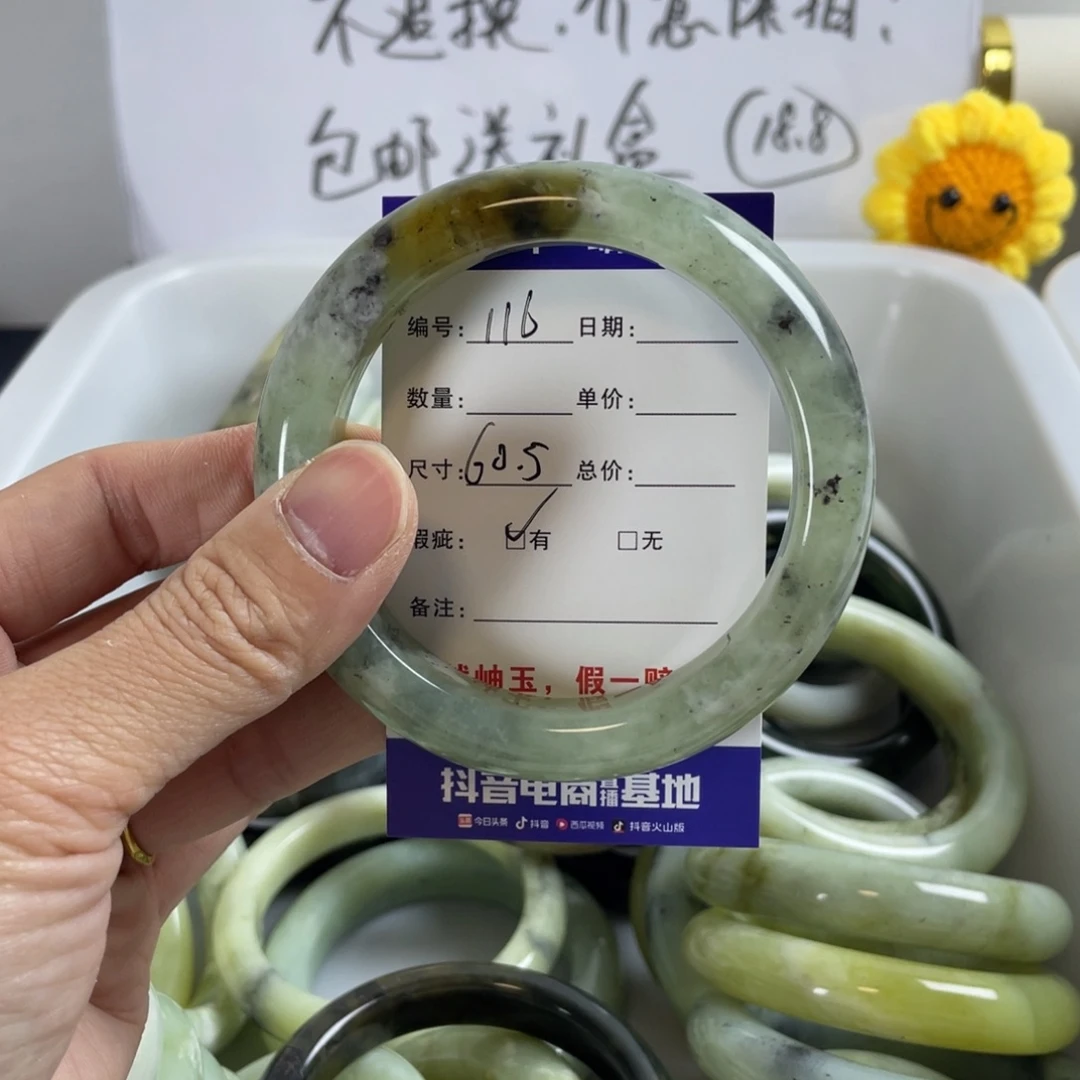 不退换.介意慎拍:
包邮送礼盒 18.8
编号: 116 日期:
数量: 单价:
尺寸: 60.5 总价:
瑕疵: ☑有 □无
备注:
岫玉，假一赔
抖音电商直播基地
今日头条 抖音 西瓜视频 抖音火山版